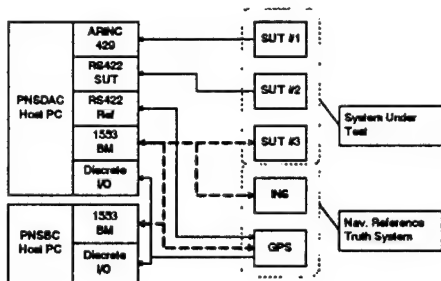 ARINC
429
RS422
SUT
PNSDAC
Host PC
RS422
Ref
1553
BM
Discrete
I/O
PNSBC
Host PC
1553
BM
Discrete
I/O
SUT #1
SUT #2
SUT #3
INS
GPS
System Under
Test
Nav. Reference
Truth System